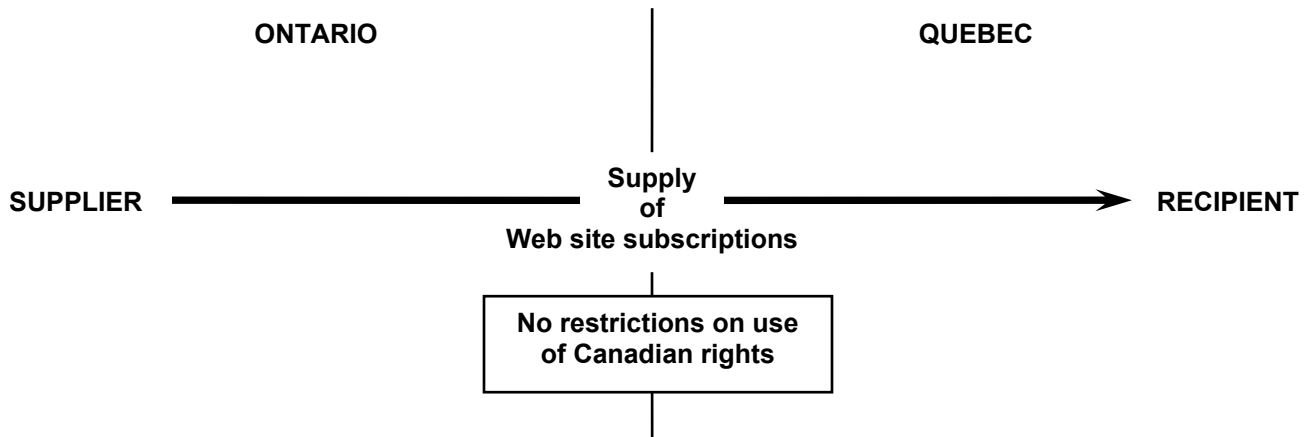 ONTARIO
QUEBEC
SUPPLIER
Supply
of
Web site subscriptions
RECIPIENT
No restrictions on use
of Canadian rights